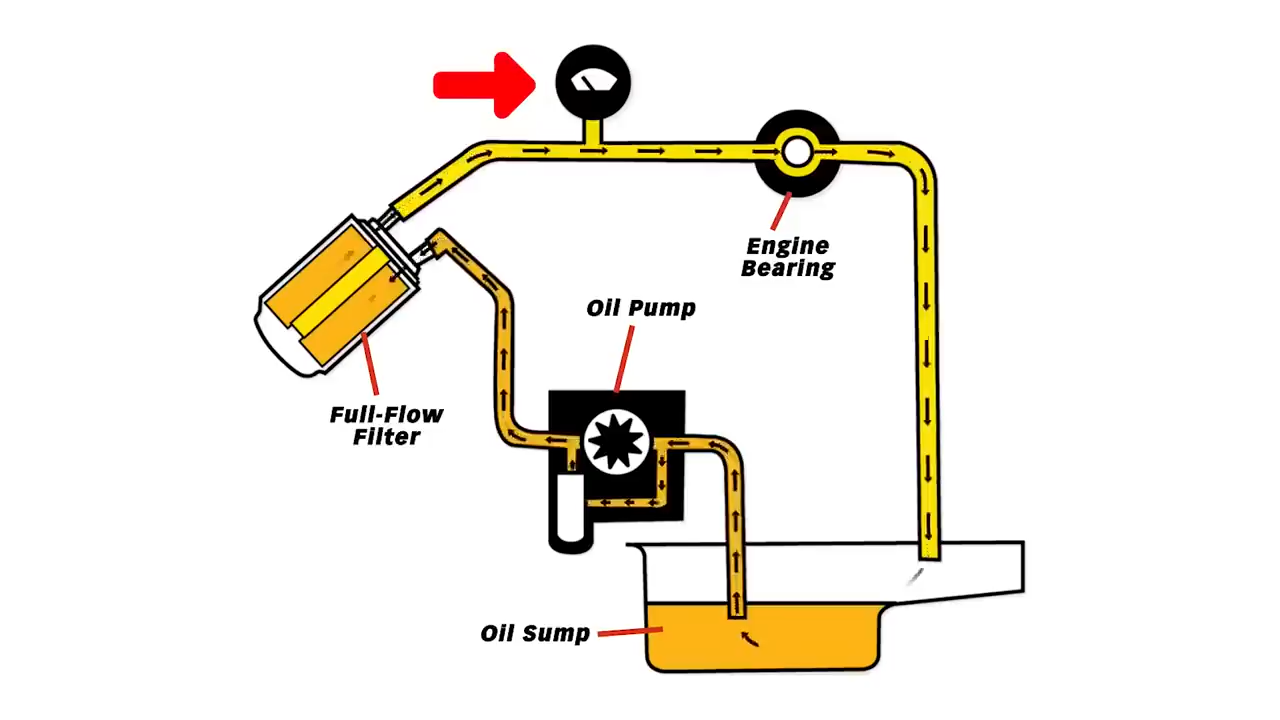 Engine
Bearing
Oil Pump
Full-Flow
Filter
Oil Sump